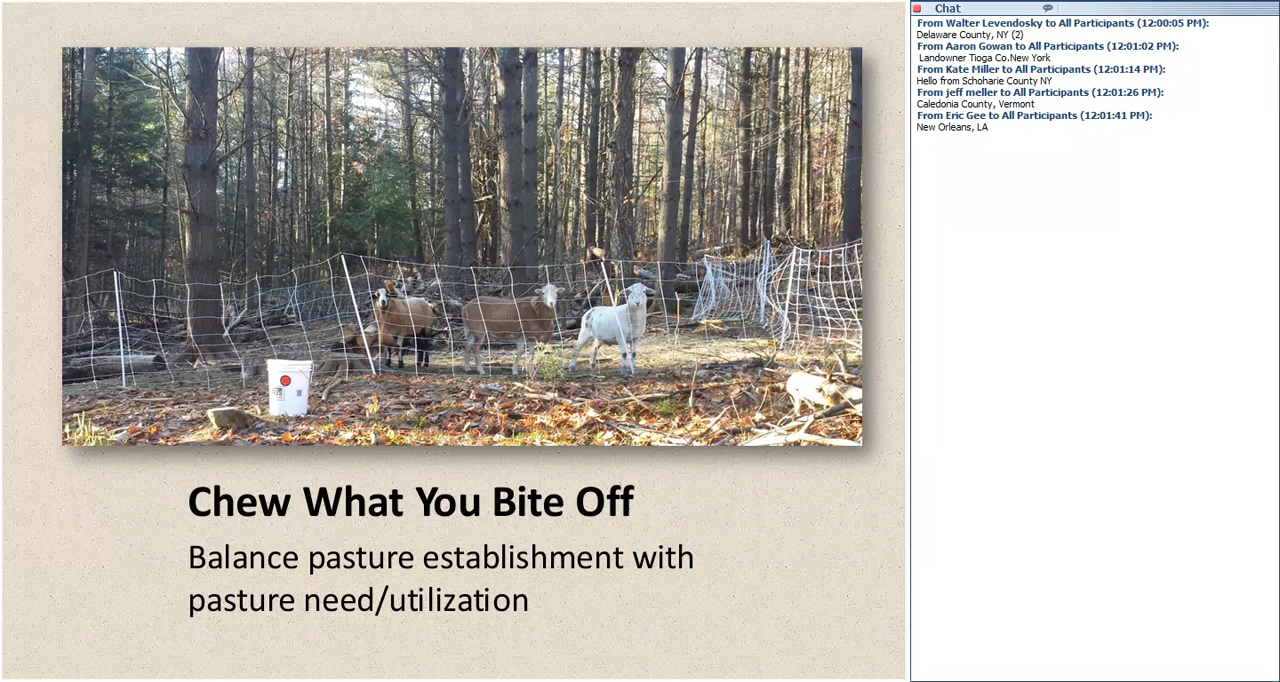 Chew What You Bite Off
Balance pasture establishment with
pasture need/utilization
Chat
From Walter Levendosky to All Participants (12:00:05 PM):
Delaware County, NY (2)
From Aaron Gowan to All Participants (12:01:02 PM):
Landowner Tioga Co.New York
From Kate Miller to All Participants (12:01:14 PM):
Hello from Schoharie County NY
From jeff meller to All Participants (12:01:26 PM):
Caledonia County, Vermont
From Eric Gee to All Participants (12:01:41 PM):
New Orleans, LA